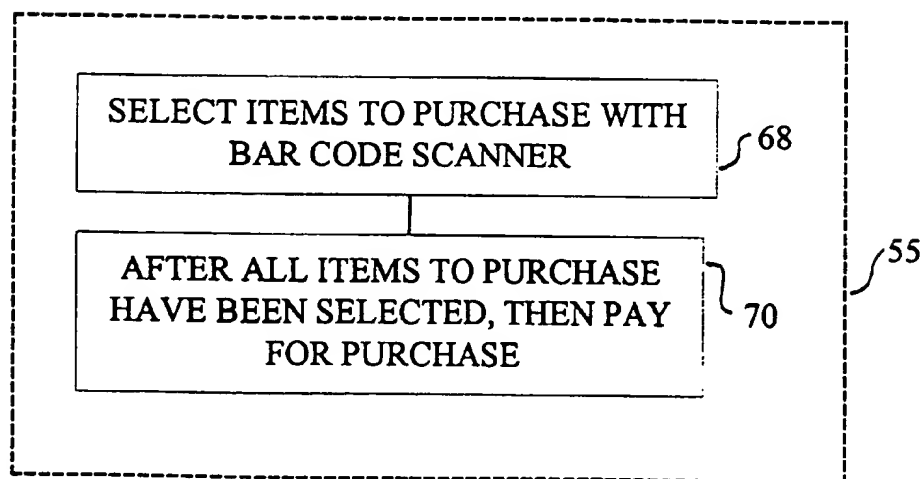 SELECT ITEMS TO PURCHASE WITH
BAR CODE SCANNER
68
AFTER ALL ITEMS TO PURCHASE
HAVE BEEN SELECTED, THEN PAY
FOR PURCHASE
70
55